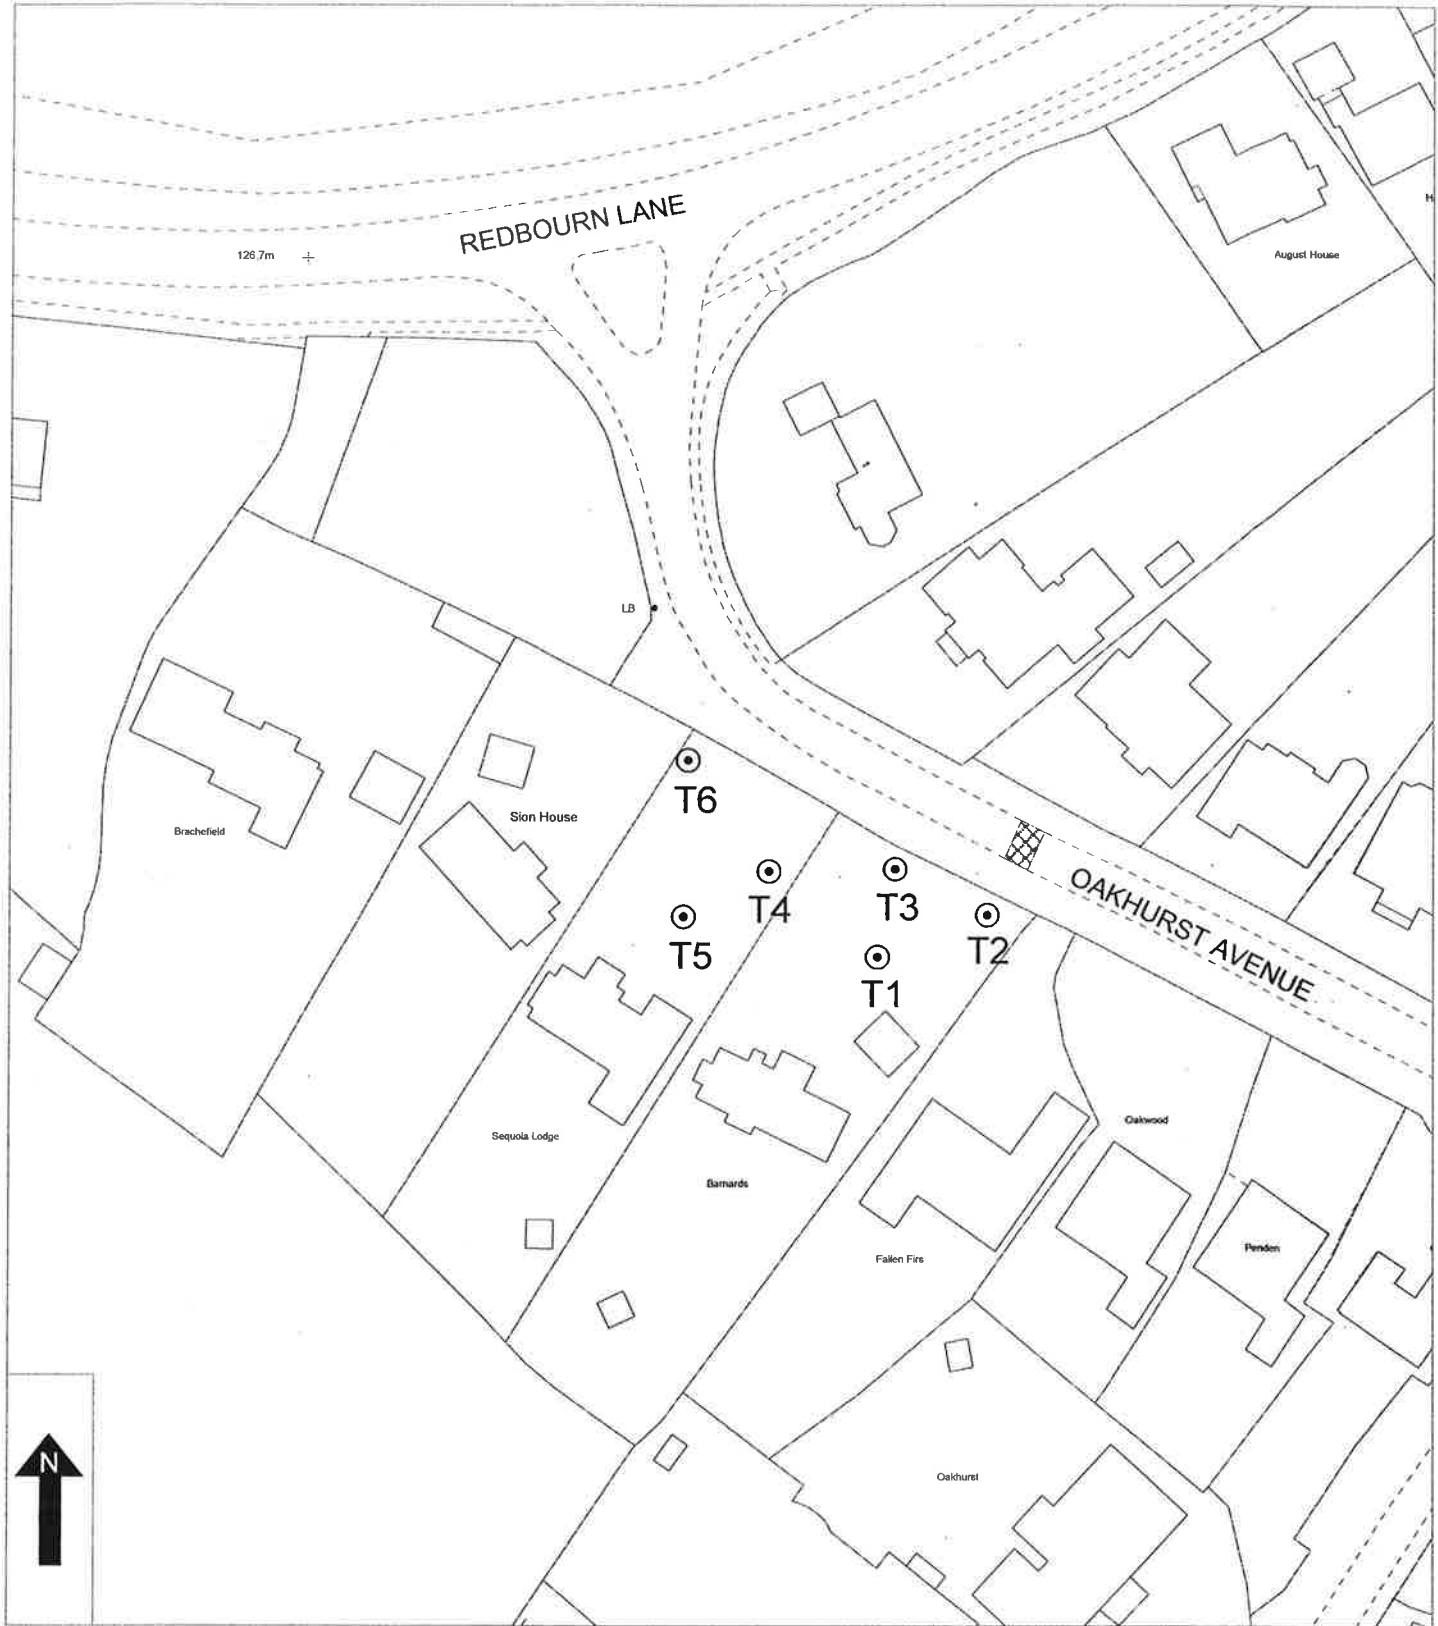 REDBOURN LANE
126.7m
August House
LB
T6
Sion House
Brachefield
T4
T3
T5
T2
OAKHURST AVENUE
T1
Oakwood
Sequoia Lodge
Barnards
Penden
Fallen Firs
N
Oakhurst